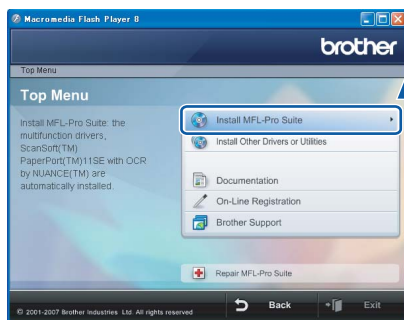 Macromedia Flash Player 8
brother
Top Menu
Top Menu
Install MFL-Pro Suite: the
multifunction drivers,
ScanSoft(TM)
PaperPort(TM)11SE with OCR
by NUANCE(TM) are
automatically installed.
Install MFL-Pro Suite
Install Other Drivers or Utilities
Documentation
On-Line Registration
Brother Support
Repair MFL-Pro Suite
© 2001-2007 Brother Industries Ltd. All rights reserved
Back
Exit